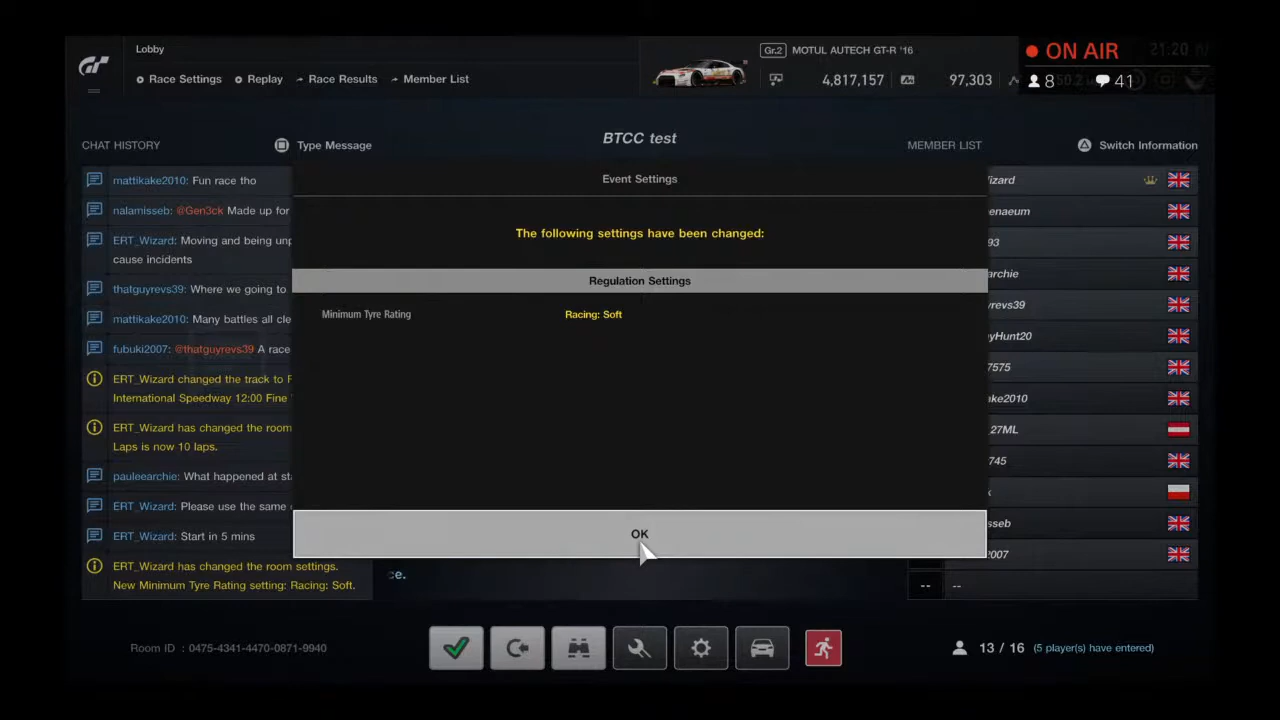 Lobby
Race Settings Replay Race Results Member List
Gr.2 MOTUL AUTECH GT-R '16
4,817,157 97,303
ON AIR 21:20
8 41
CHAT HISTORY
Type Message
BTCC test
MEMBER LIST
Switch Information
mattikake2010: Fun race tho
nalamisseb: @Gen3ck Made up for
ERT_Wizard: Moving and being unp
cause incidents
thatguyrevs39: Where we going to
mattikake2010: Many battles all cle
fubuki2007: @thatguyrevs39 A race
ERT_Wizard changed the track to F
International Speedway 12:00 Fine
ERT_Wizard has changed the room
Laps is now 10 laps.
pauleearchie: What happened at sta
ERT_Wizard: Please use the same
ERT_Wizard: Start in 5 mins
ERT_Wizard has changed the room settings.
New Minimum Tyre Rating setting: Racing: Soft.
Event Settings
The following settings have been changed:
Regulation Settings
Minimum Tyre Rating Racing: Soft
OK
ce.
izard
enaeum
93
archie
revs39
yHunt20
7575
ake2010
27ML
745
k
sseb
2007
-- --
Room ID : 0475-4341-4470-0871-9940
13 / 16 (5 player(s) have entered)